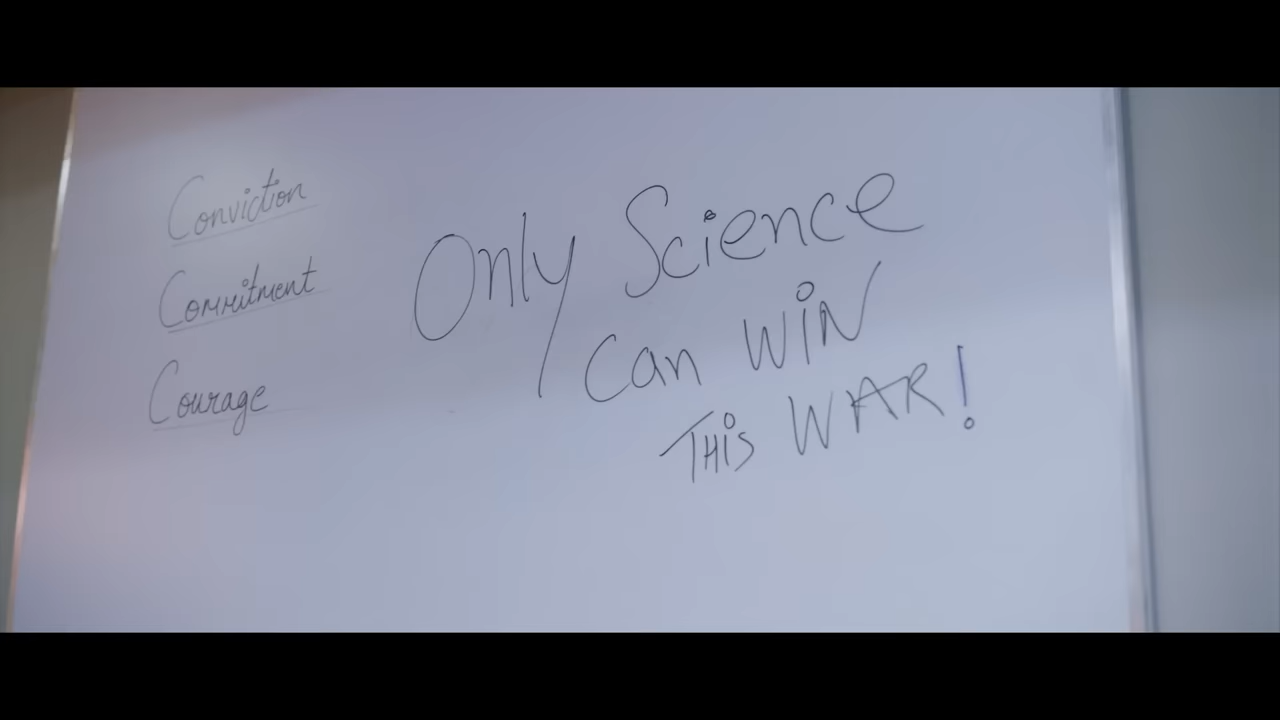 Conviction
Commitment
Courage
Only Science
Can WiN
THiS WAR!